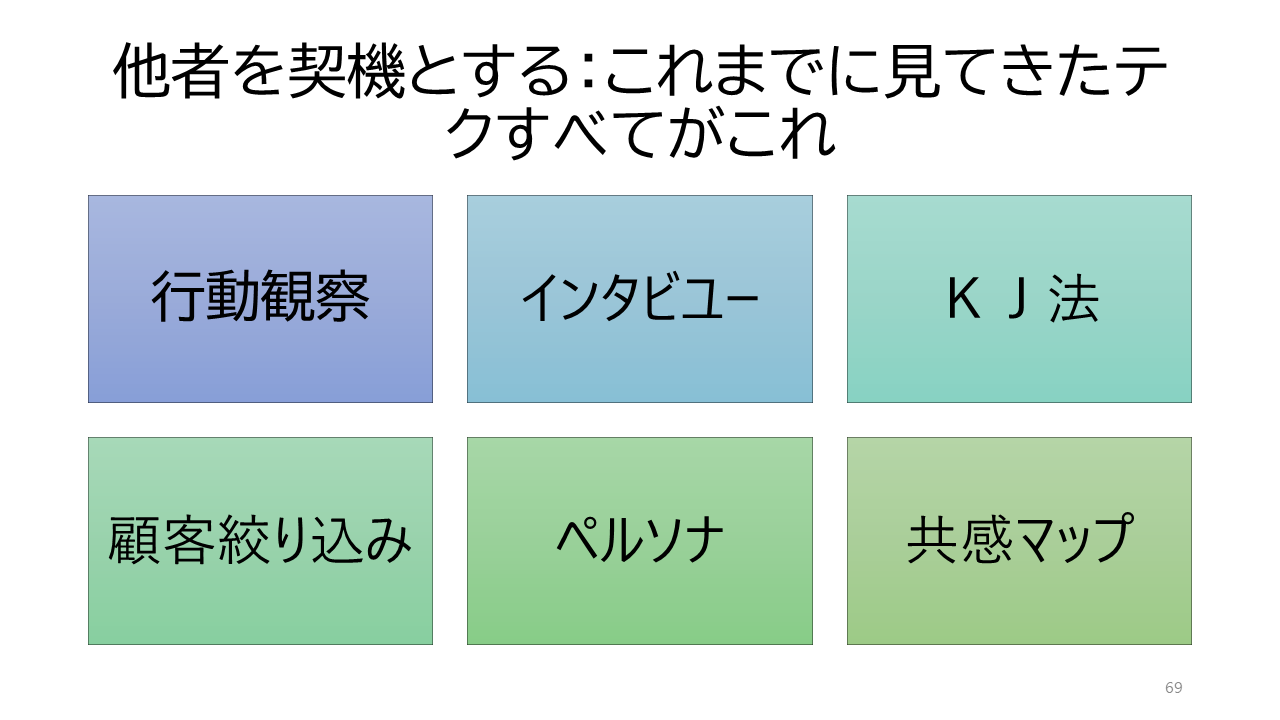 他者を契機とする：これまでに見てきたテ
クすべてがこれ
行動観察
インタビュー
ＫＪ法
顧客絞り込み
ペルソナ
共感マップ
69